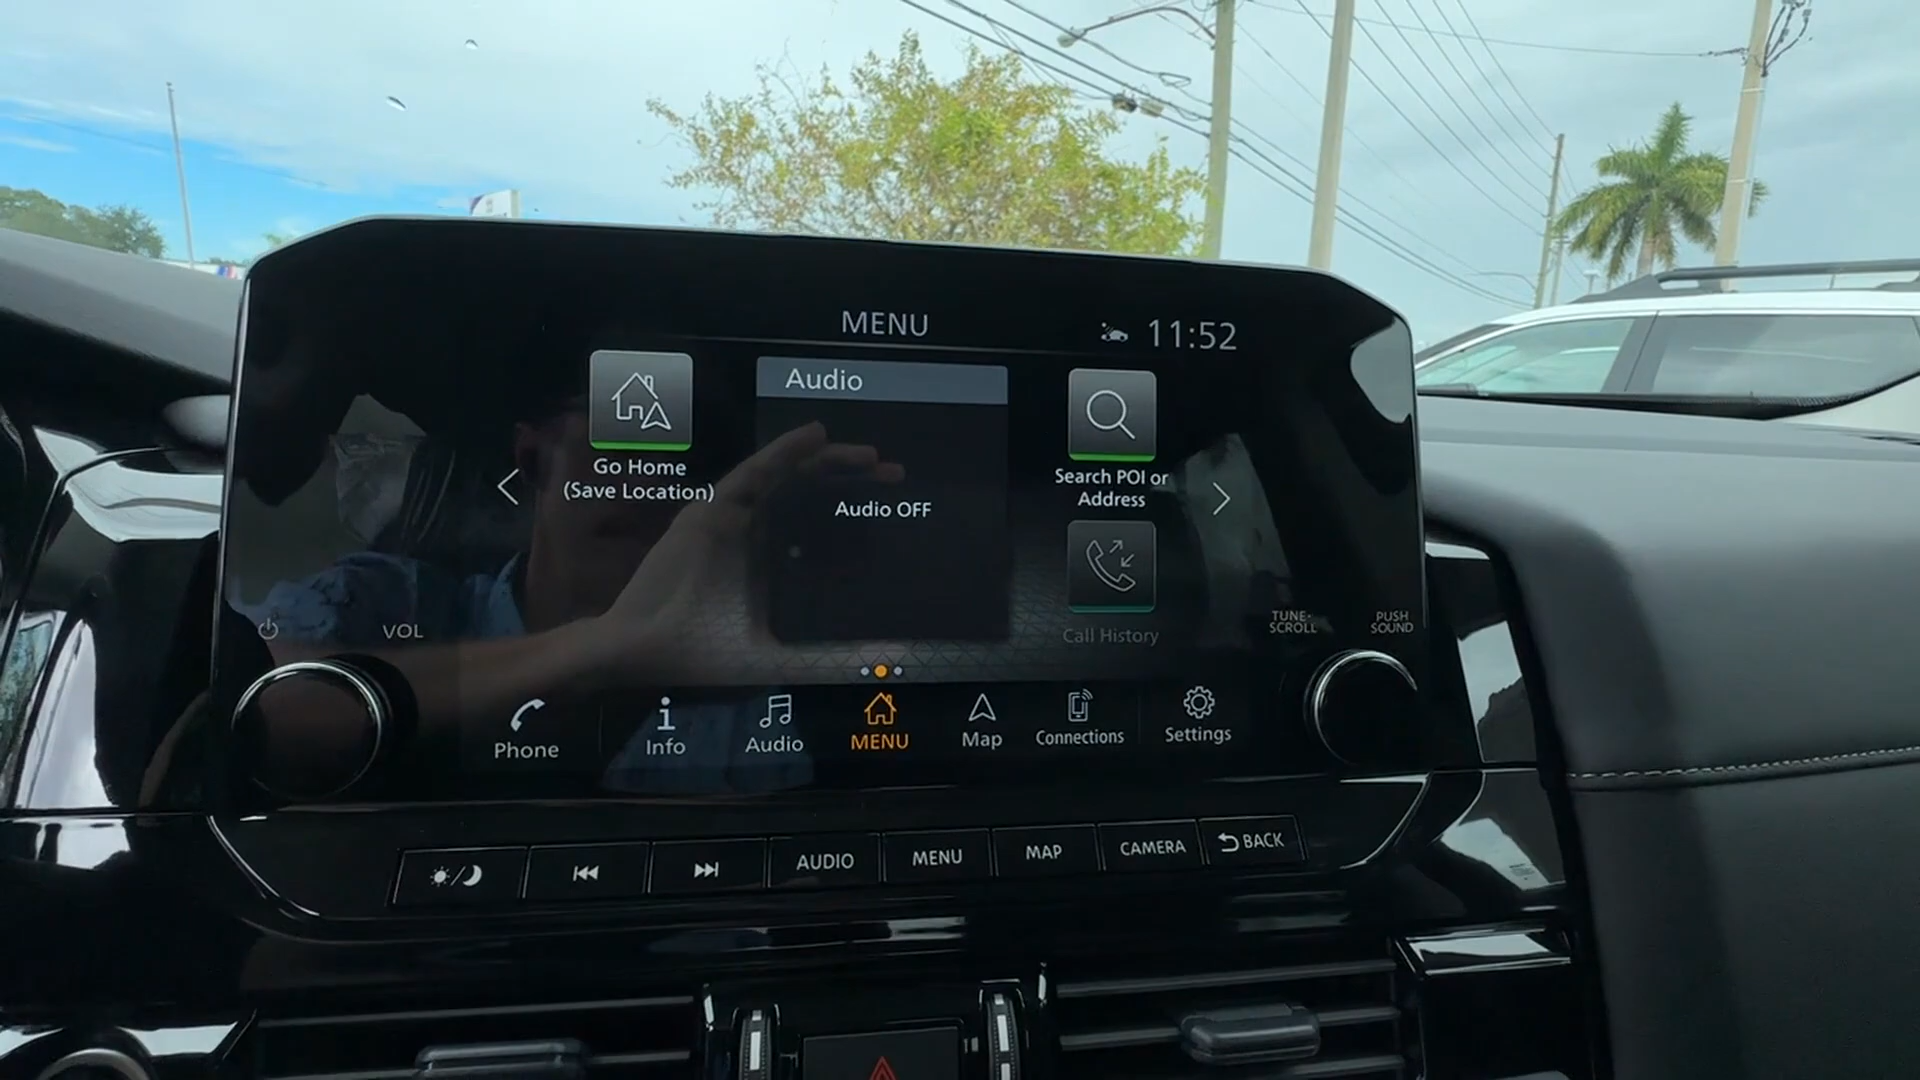 MENU
11:52
Audio
Go Home
(Save Location)
Audio OFF
Search POI or
Address
Call History
VOL
TUNE·
SCROLL
PUSH
SOUND
Phone
Info
Audio
MENU
Map
Connections
Settings
AUDIO
MENU
MAP
CAMERA
BACK